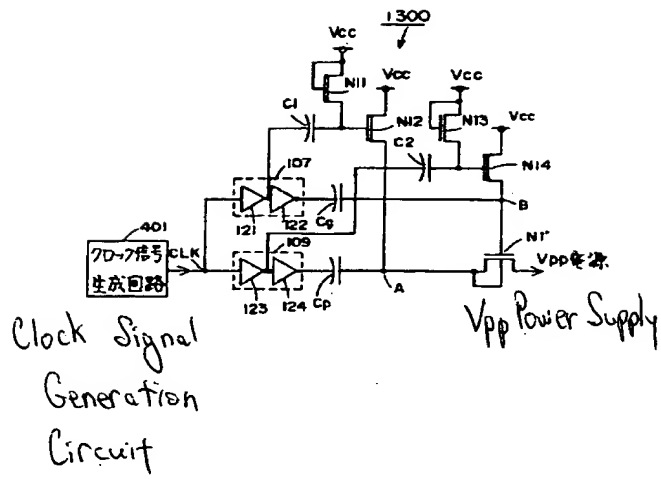 1300
Vcc
N11
Vcc
Vcc
C1
N12
N13
Vcc
C2
N14
107
121
122
Cg
B
401
クロック信号
生成回路
CLK
109
N1'
Vpp電源
123
124
Cp
A
Clock Signal
Generation
Circuit
Vpp Power Supply